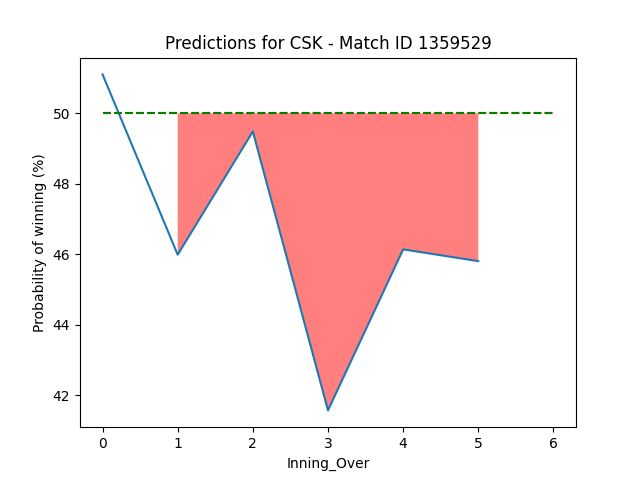 Predictions for CSK - Match ID 1359529
50
48
46
44
42
Probability of winning (%)
0 1 2 3 4 5 6
Inning_Over